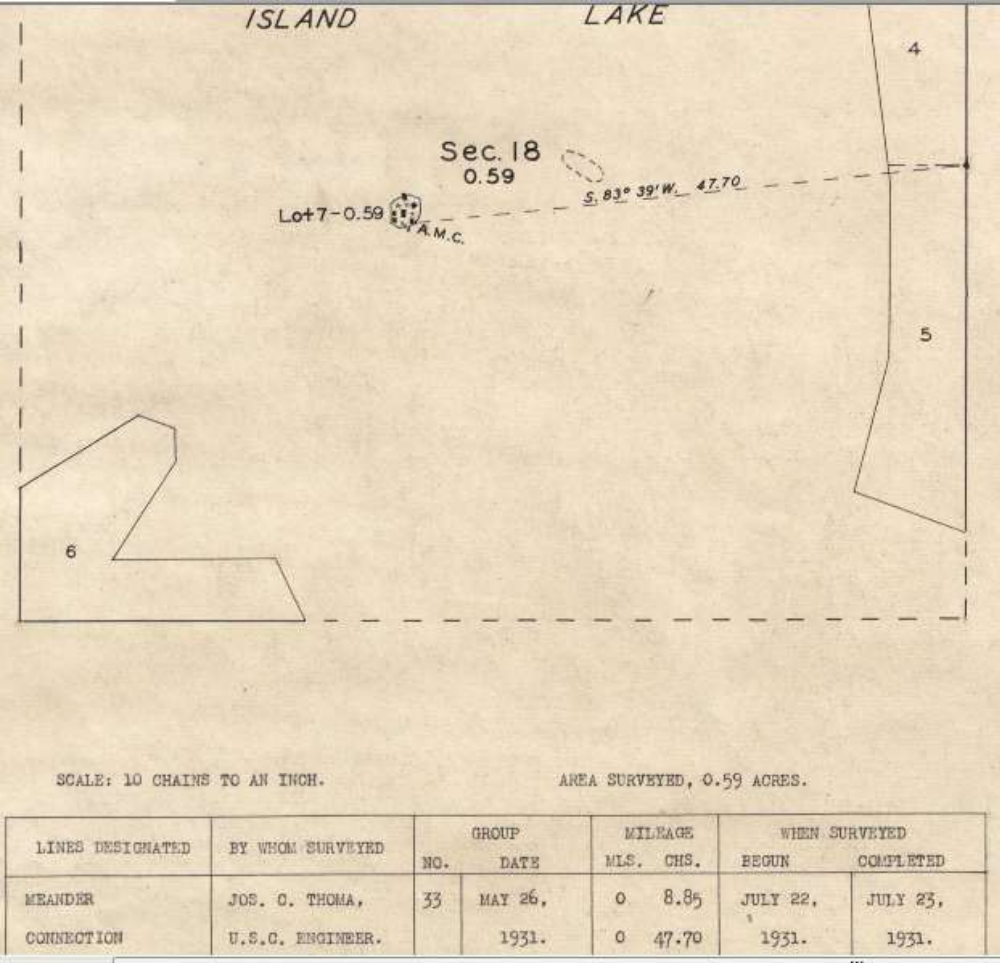 ISLAND LAKE
4
Sec. 18
0.59
S. 83° 39' W. 47.70
Lot 7-0.59
A.M.C.
5
6
SCALE: 10 CHAINS TO AN INCH. AREA SURVEYED, 0.59 ACRES.
LINES DESIGNATED BY WHOM SURVEYED GROUP MILEAGE WHEN SURVEYED
NO. DATE MLS. CHS. BEGUN COMPLETED
MEANDER JOS. C. THOMA, 33 MAY 26, 0 8.85 JULY 22, JULY 23,
CONNECTION U.S.C. ENGINEER. 1931. 0 47.70 1931. 1931.